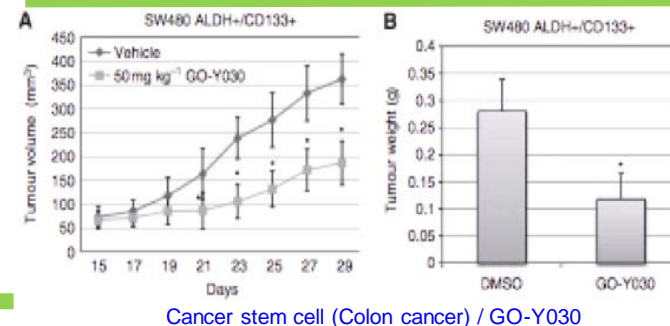 A
SW480 ALDH+/CD133+
450
400
350
300
250
200
150
100
50
0
Tumour volume (mm³)
Vehicle
50 mg kg⁻¹ GO-Y030
*
*
*
*
*
15 17 19 21 23 25 27 29
Days
B
SW480 ALDH+/CD133+
0.4
0.35
0.3
0.25
0.2
0.15
0.1
0.05
0
Tumour weight (g)
*
DMSO GO-Y030
Cancer stem cell (Colon cancer) / GO-Y030